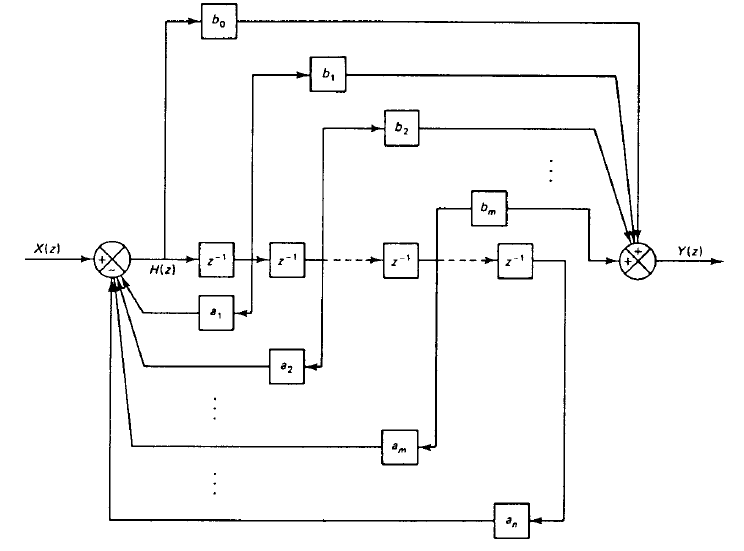 b₀
b₁
b₂
bₘ
X(z)
+
−
H(z)
z⁻¹
z⁻¹
z⁻¹
z⁻¹
+
+
Y(z)
a₁
a₂
aₘ
aₙ